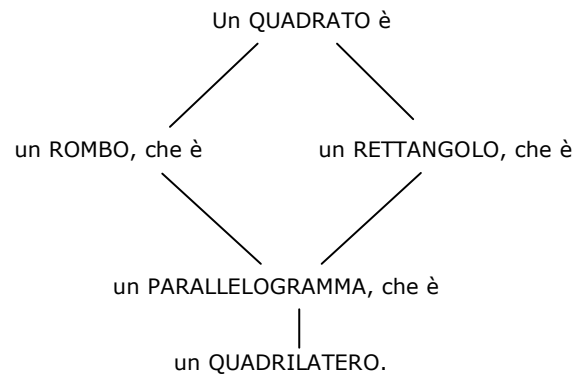 Un QUADRATO è
un ROMBO, che è
un RETTANGOLO, che è
un PARALLELOGRAMMA, che è
un QUADRILATERO.